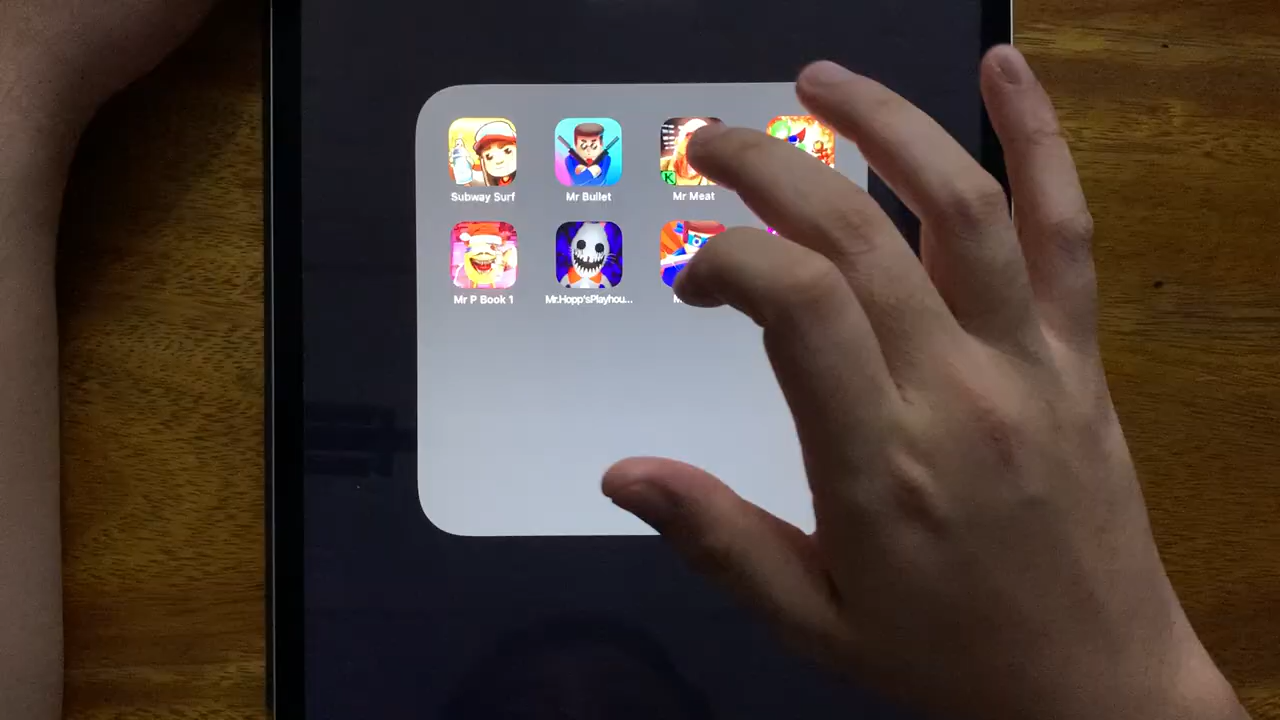 Subway Surf
Mr Bullet
Mr Meat
K
Mr P Book 1
Mr.Hopp'sPlayhou...